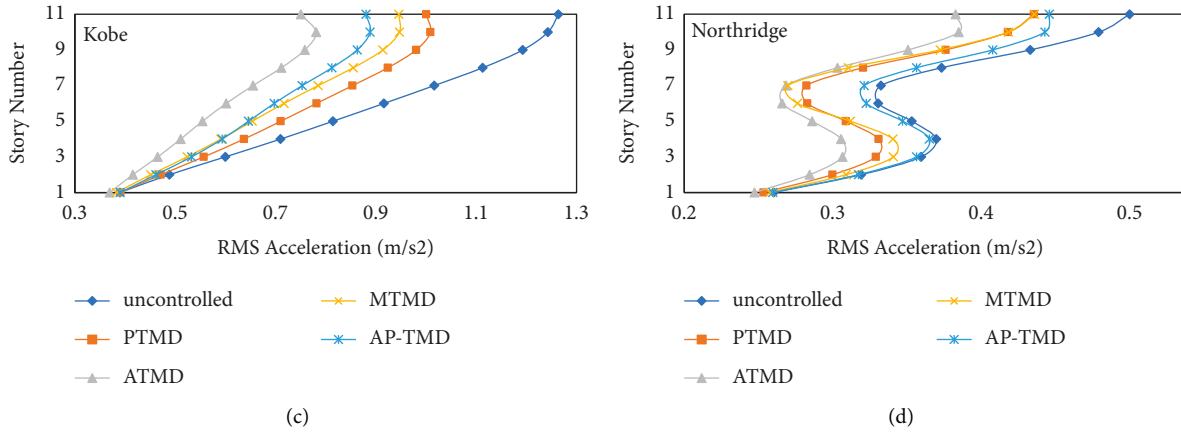 Kobe
Story Number
11
9
7
5
3
1
0.3 0.5 0.7 0.9 1.1 1.3
RMS Acceleration (m/s2)
uncontrolled
MTMD
PTMD
AP-TMD
ATMD
(c)
Northridge
Story Number
11
9
7
5
3
1
0.2 0.3 0.4 0.5
RMS Acceleration (m/s2)
uncontrolled
MTMD
PTMD
AP-TMD
ATMD
(d)